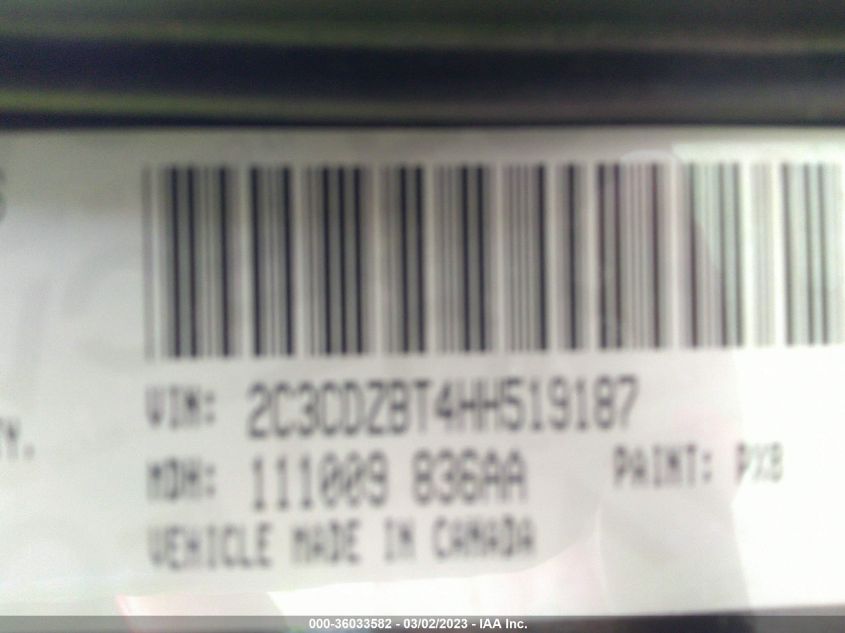 VIN: 2C3CDZBT4HH519187
MDH: 111009 836AA PAINT: PX8
VEHICLE MADE IN CANADA
000-36033582 - 03/02/2023 - IAA Inc.